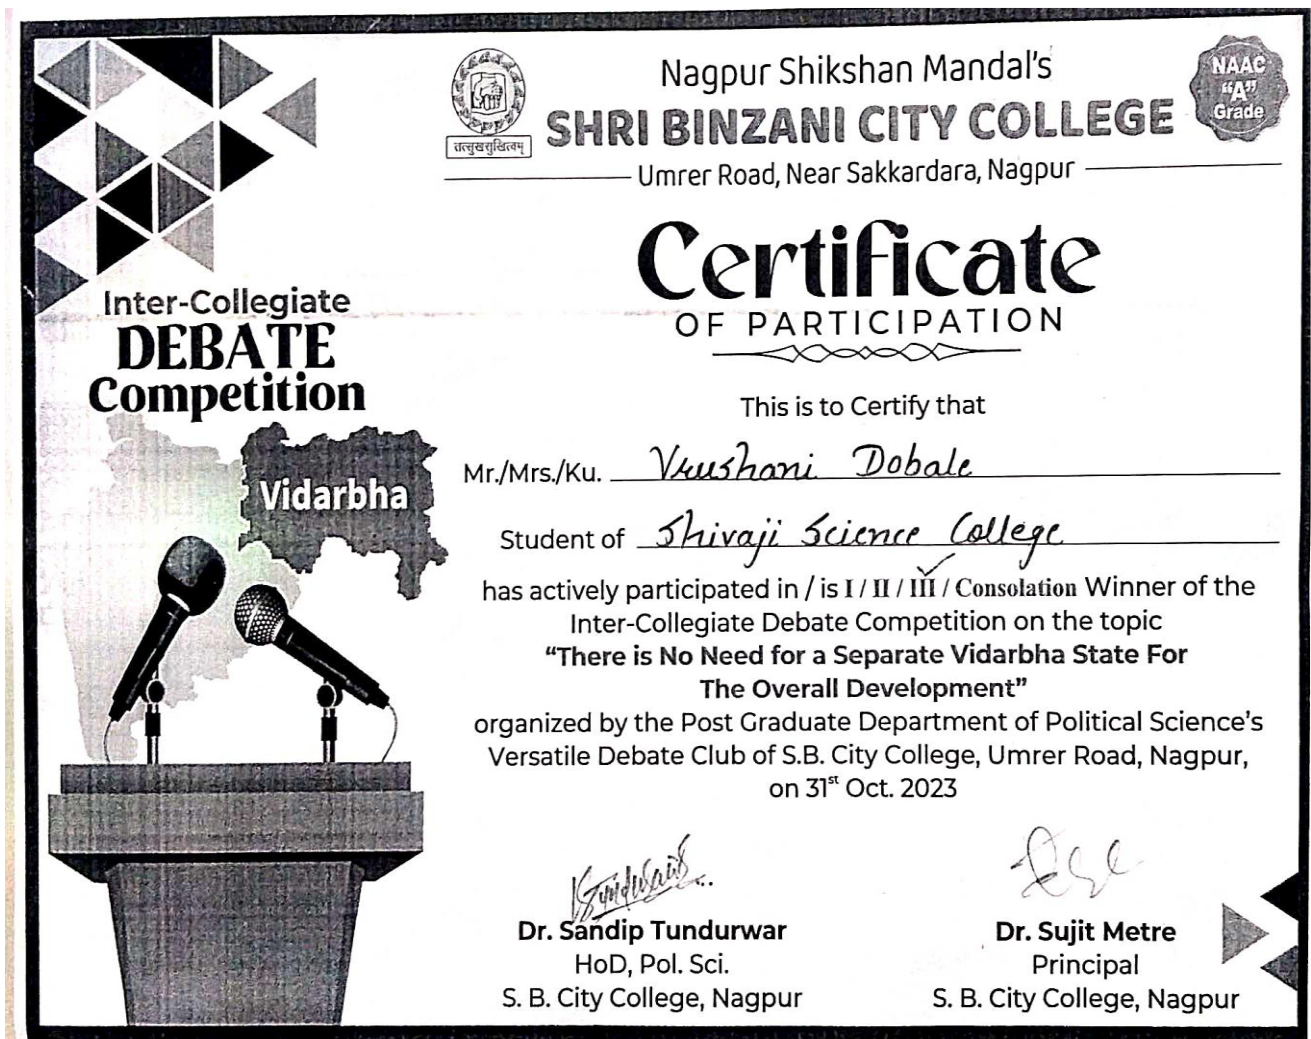 Nagpur Shikshan Mandal's
SHRI BINZANI CITY COLLEGE
Umrer Road, Near Sakkardara, Nagpur
तत्सुखसुखित्वम्
NAAC
"A"
Grade
Certificate
OF PARTICIPATION
Inter-Collegiate
DEBATE
Competition
Vidarbha
This is to Certify that
Mr./Mrs./Ku. Vrushani Dobale
Student of Shivaji Science College
has actively participated in / is I / II / III / Consolation Winner of the
Inter-Collegiate Debate Competition on the topic
“There is No Need for a Separate Vidarbha State For
The Overall Development”
organized by the Post Graduate Department of Political Science's
Versatile Debate Club of S.B. City College, Umrer Road, Nagpur,
on 31st Oct. 2023
Dr. Sandip Tundurwar
HoD, Pol. Sci.
S. B. City College, Nagpur
Dr. Sujit Metre
Principal
S. B. City College, Nagpur